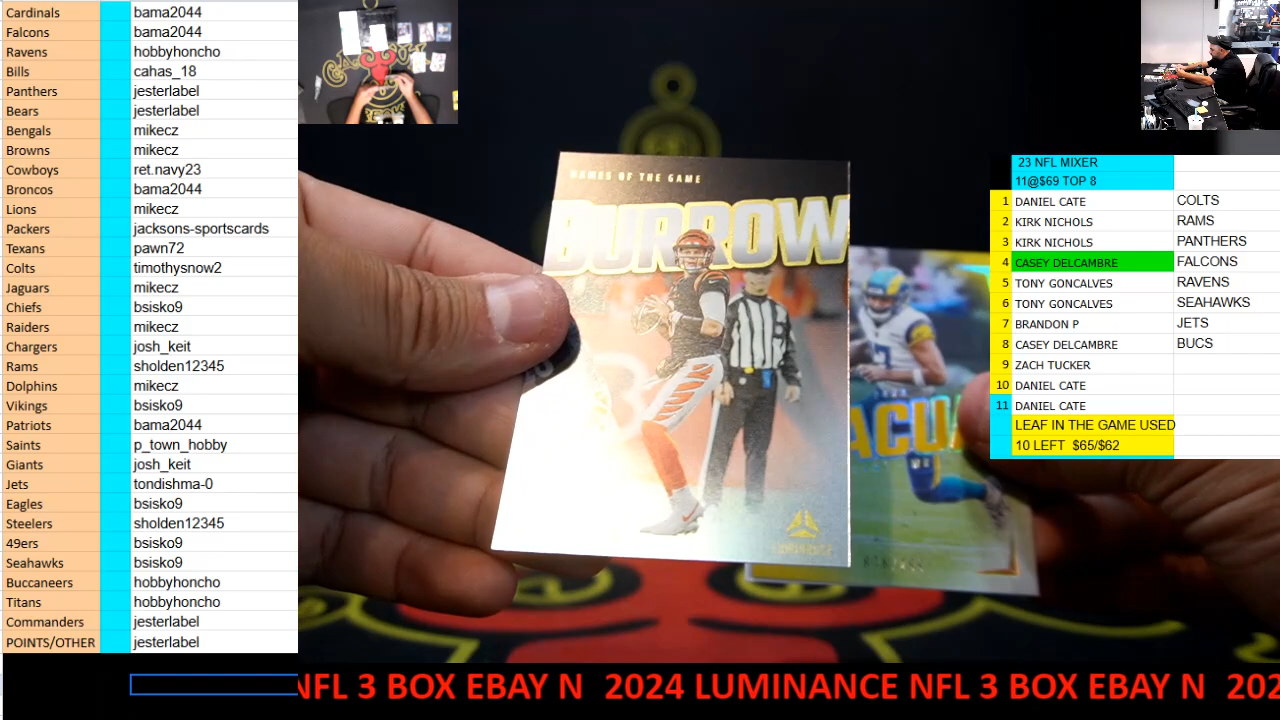 Cardinals bama2044
Falcons bama2044
Ravens hobbyhoncho
Bills cahas_18
Panthers jesterlabel
Bears jesterlabel
Bengals mikecz
Browns mikecz
Cowboys ret.navy23
Broncos bama2044
Lions mikecz
Packers jacksons-sportscards
Texans pawn72
Colts timothysnow2
Jaguars mikecz
Chiefs bsisko9
Raiders mikecz
Chargers josh_keit
Rams sholden12345
Dolphins mikecz
Vikings bsisko9
Patriots bama2044
Saints p_town_hobby
Giants josh_keit
Jets tondishma-0
Eagles bsisko9
Steelers sholden12345
49ers bsisko9
Seahawks bsisko9
Buccaneers hobbyhoncho
Titans hobbyhoncho
Commanders jesterlabel
POINTS/OTHER jesterlabel
NAMES OF THE GAME
BURROW
LUMINANCE
ACUA
23 NFL MIXER
11@$69 TOP 8
1 DANIEL CATE COLTS
2 KIRK NICHOLS RAMS
3 KIRK NICHOLS PANTHERS
4 CASEY DELCAMBRE FALCONS
5 TONY GONCALVES RAVENS
6 TONY GONCALVES SEAHAWKS
7 BRANDON P JETS
8 CASEY DELCAMBRE BUCS
9 ZACH TUCKER
10 DANIEL CATE
11 DANIEL CATE
LEAF IN THE GAME USED
10 LEFT $65/$62
NFL 3 BOX EBAY N 2024 LUMINANCE NFL 3 BOX EBAY N 202